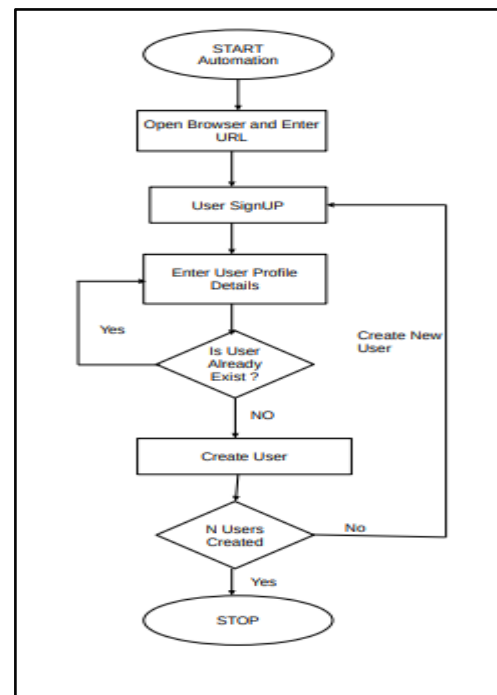 START
Automation
Open Browser and Enter
URL
User SignUP
Enter User Profile
Details
Yes
Is User
Already
Exist ?
Create New
User
NO
Create User
N Users
Created
No
Yes
STOP